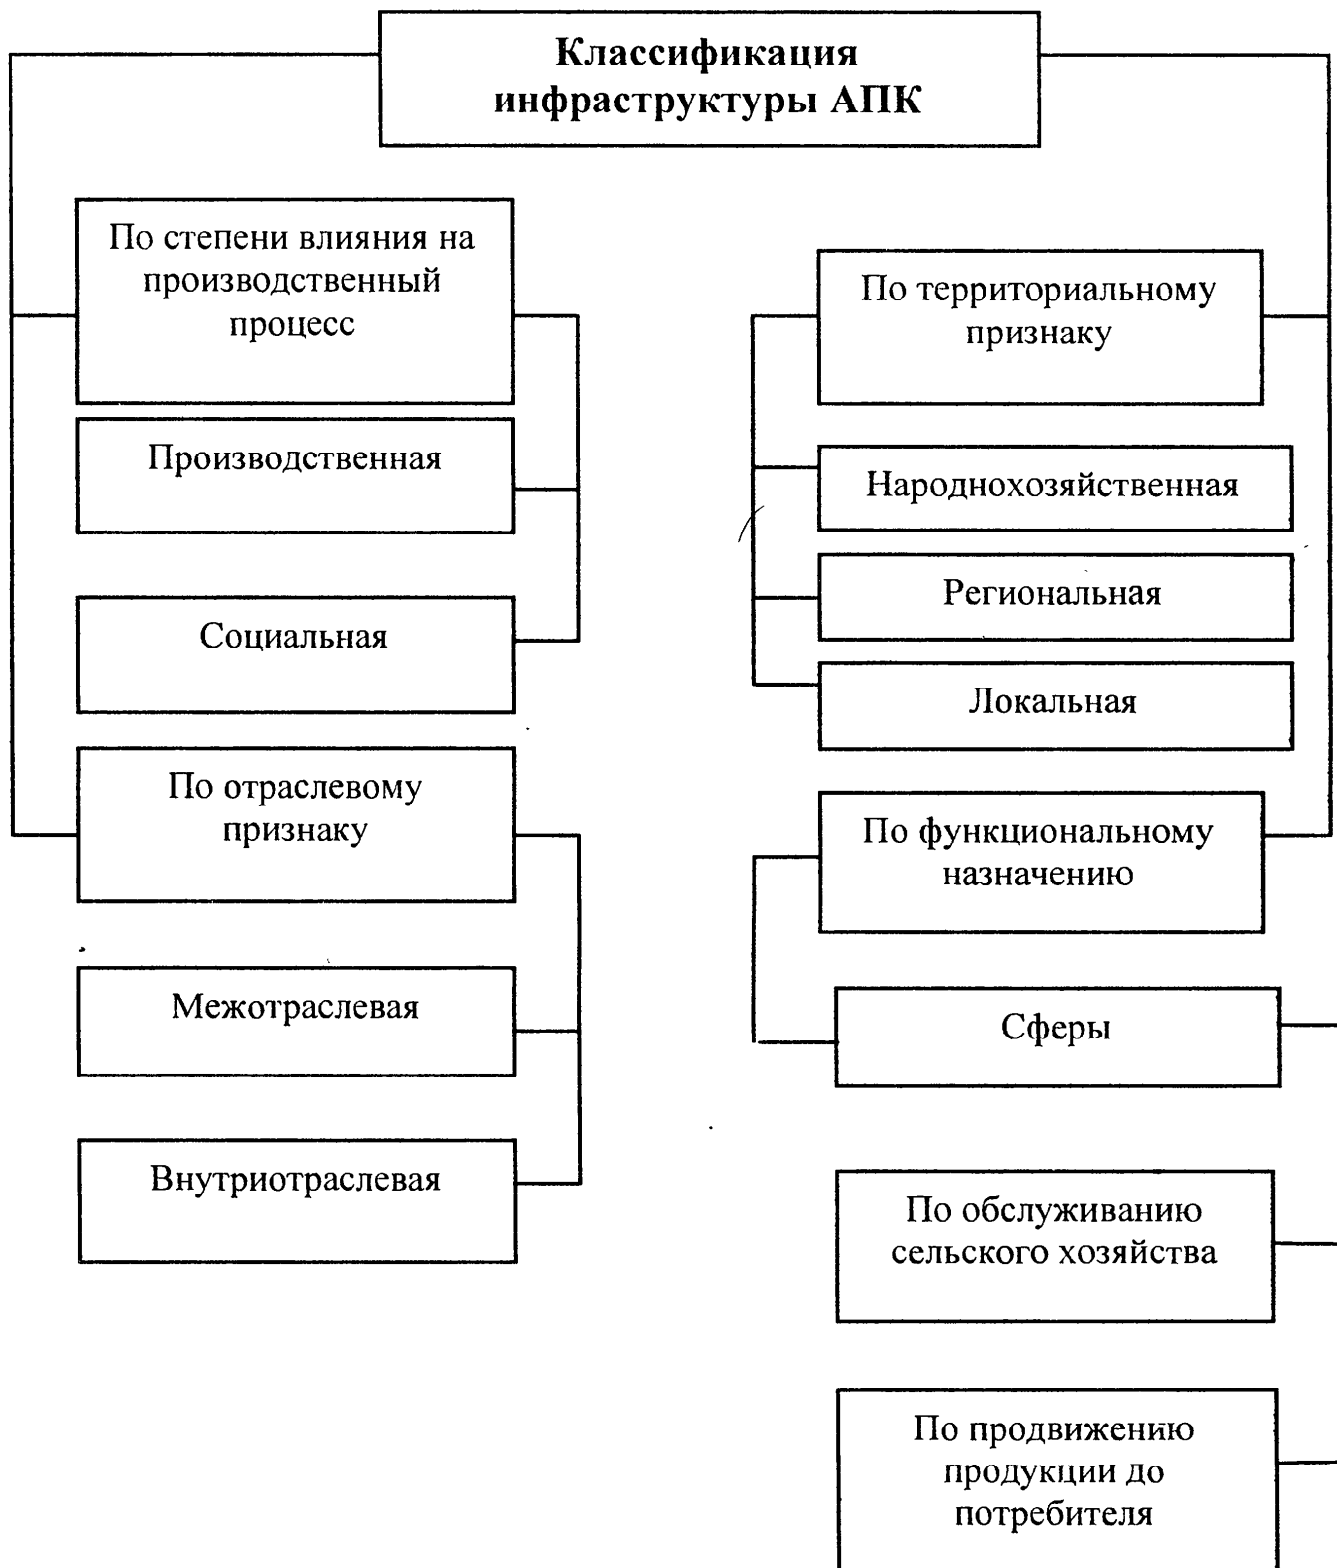 Классификация
инфраструктуры АПК
По степени влияния на
производственный
процесс
Производственная
Социальная
По отраслевому
признаку
Межотраслевая
Внутриотраслевая
По территориальному
признаку
Народнохозяйственная
Региональная
Локальная
По функциональному
назначению
Сферы
По обслуживанию
сельского хозяйства
По продвижению
продукции до
потребителя